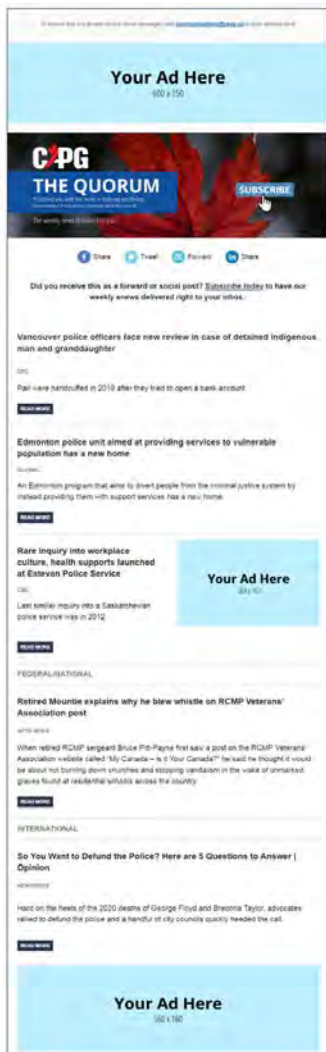 Your Ad Here
600 x 150
CAPG
THE QUORUM
SUBSCRIBE
Share Tweet Forward Share
Did you receive this as a forward or social post? Subscribe today to have our
weekly enews delivered right to your inbox.
Vancouver police officers face new review in case of detained Indigenous
man and granddaughter
CBC
Pair were handcuffed in 2019 after they tried to open a bank account
READ MORE
Edmonton police unit aimed at providing services to vulnerable
population has a new home
GLOBAL
An Edmonton program that aims to divert people from the criminal justice system by
instead providing them with support services has a new home.
READ MORE
Rare inquiry into workplace
culture, health supports launched
at Estevan Police Service
CBC
Last similar inquiry into a Saskatchewan
police service was in 2012
READ MORE
Your Ad Here
FEDERAL/NATIONAL
Retired Mountie explains why he blew whistle on RCMP Veterans'
Association post
When retired RCMP sergeant Bruce Pitt-Payne first saw a post on the RCMP Veterans'
Association website called "My Canada – is it Your Canada?" he said he thought it would
be about not burning down churches and stopping vandalism in the wake of unmarked
graves found at residential schools across the country.
READ MORE
INTERNATIONAL
So You Want to Defund the Police? Here are 5 Questions to Answer |
Opinion
NEWSWEEK
Hard on the heels of the 2020 deaths of George Floyd and Breonna Taylor, advocates
rallied to defund the police and a handful of city councils quickly heeded the call.
READ MORE
Your Ad Here
560 x 160